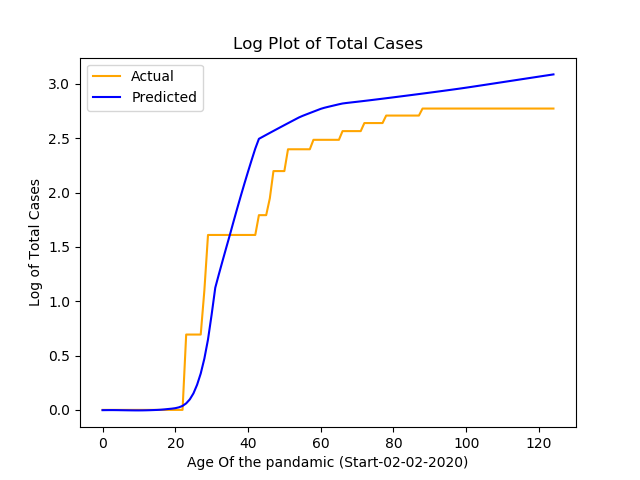 Log Plot of Total Cases
Actual
Predicted
3.0
2.5
2.0
1.5
1.0
0.5
0.0
Log of Total Cases
0 20 40 60 80 100 120
Age Of the pandamic (Start-02-02-2020)